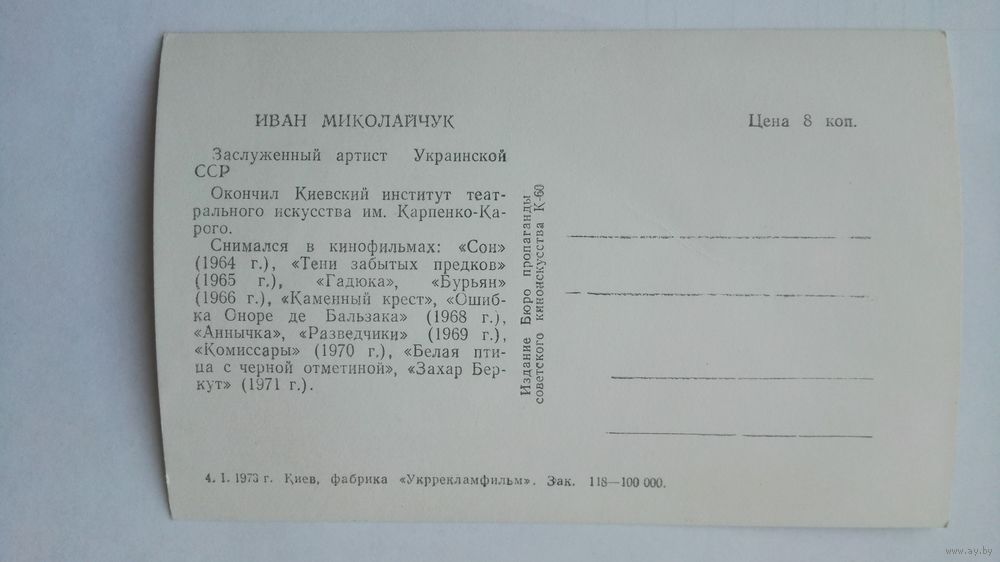 ИВАН МИКОЛАЙЧУК
Заслуженный артист Украинской
ССР
Окончил Киевский институт теат-
рального искусства им. Карпенко-Ка-
рого.
Снимался в кинофильмах: «Сон»
(1964 г.), «Тени забытых предков»
(1965 г.), «Гадюка», «Бурьян»
(1966 г.), «Каменный крест», «Ошиб-
ка Оноре де Бальзака» (1968 г.),
«Аннычка», «Разведчики» (1969 г.),
«Комиссары» (1970 г.), «Белая пти-
ца с черной отметиной», «Захар Бер-
кут» (1971 г.).
4. I. 1973 г. Киев, фабрика «Укррекламфильм». Зак. 118—100 000.
Издание Бюро пропаганды
советского киноискусства К-60
Цена 8 коп.
www.ay.by